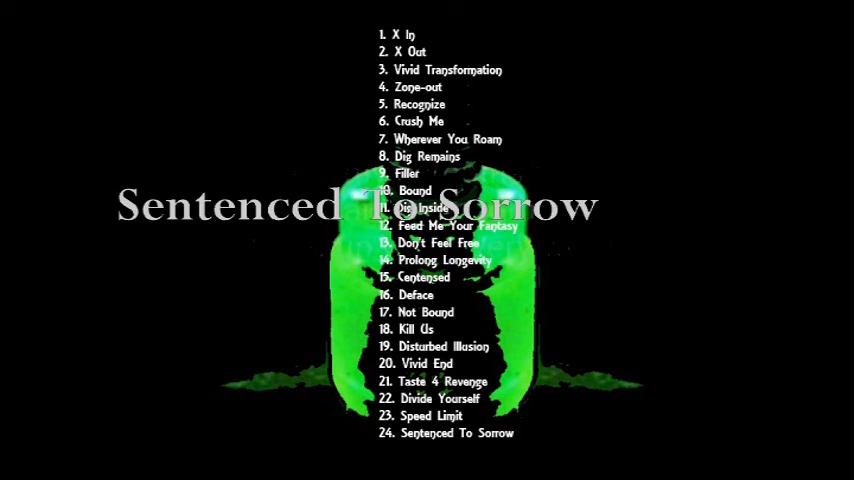 1. X In
2. X Out
3. Vivid Transformation
4. Zone-out
5. Recognize
6. Crush Me
7. Wherever You Roam
8. Dig Remains
9. Filler
10. Bound
Sentenced To Sorrow
11. Dig Inside
12. Feed Me Your Fantasy
13. Don't Feel Free
14. Prolong Longevity
15. Centensed
16. Deface
17. Not Bound
18. Kill Us
19. Disturbed Illusion
20. Vivid End
21. Taste 4 Revenge
22. Divide Yourself
23. Speed Limit
24. Sentenced To Sorrow